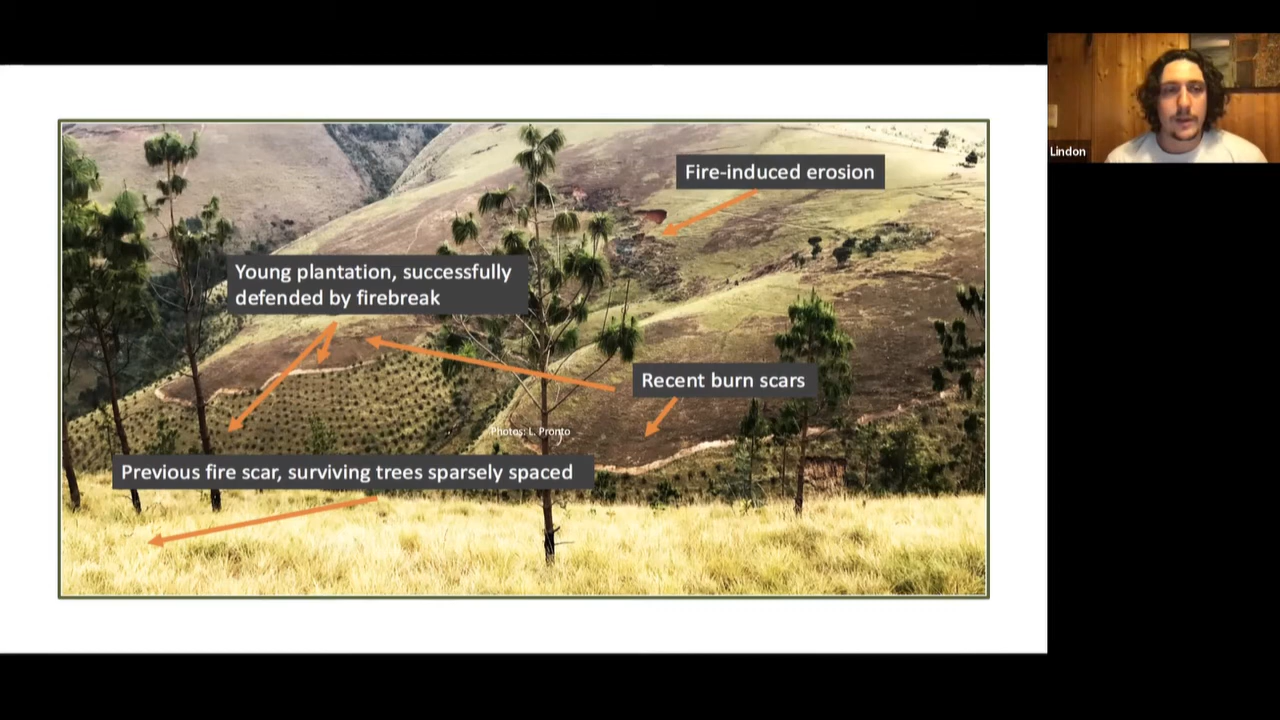 Fire-induced erosion
Young plantation, successfully
defended by firebreak
Recent burn scars
Photos: L. Pronto
Previous fire scar, surviving trees sparsely spaced
Lindon